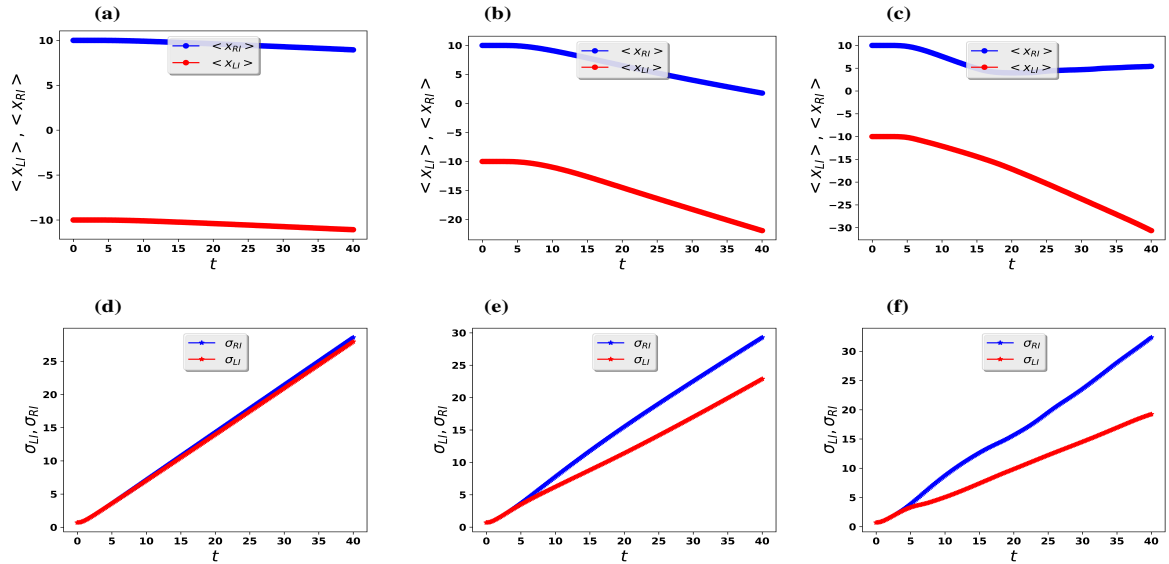 (a)
(b)
(c)
< x_RI >
< x_LI >
< x_LI > , < x_RI >
10
5
0
−5
−10
0 5 10 15 20 25 30 35 40
t
< x_RI >
< x_LI >
< x_LI > , < x_RI >
10
5
0
−5
−10
−15
−20
0 5 10 15 20 25 30 35 40
t
< x_RI >
< x_LI >
< x_LI > , < x_RI >
10
5
0
−5
−10
−15
−20
−25
−30
0 5 10 15 20 25 30 35 40
t
(d)
(e)
(f)
σ_RI
σ_LI
σ_LI, σ_RI
25
20
15
10
5
0
0 5 10 15 20 25 30 35 40
t
σ_RI
σ_LI
σ_LI, σ_RI
30
25
20
15
10
5
0
0 5 10 15 20 25 30 35 40
t
σ_RI
σ_LI
σ_LI, σ_RI
30
25
20
15
10
5
0
0 5 10 15 20 25 30 35 40
t